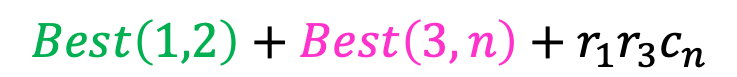 Best(1,2) + Best(3, n) + r₁r₃cₙ